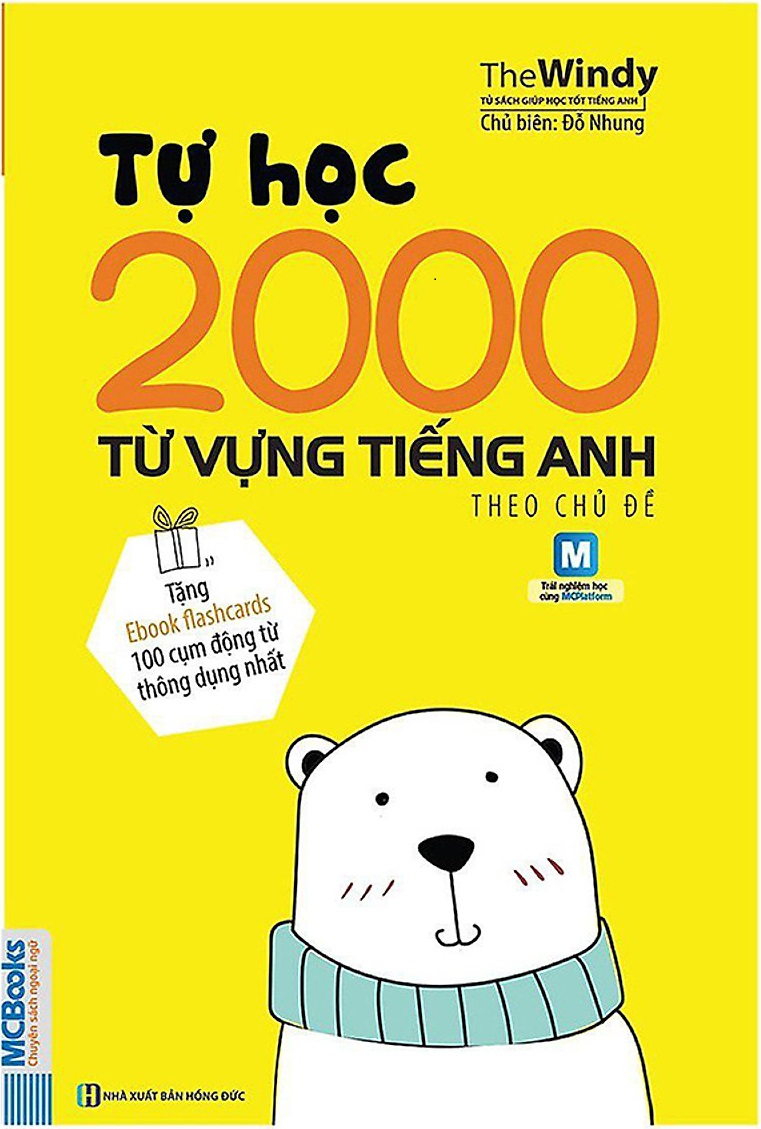 TheWindy
TỦ SÁCH GIÚP HỌC TỐT TIẾNG ANH
Chủ biên: Đỗ Nhung
Tự học
2000
TỪ VỰNG TIẾNG ANH
THEO CHỦ ĐỀ
M
Trải nghiệm học
cùng MCPlatform
Tặng
Ebook flashcards
100 cụm động từ
thông dụng nhất
MCBooks
Chuyên sách ngoại ngữ
H NHÀ XUẤT BẢN HỒNG ĐỨC